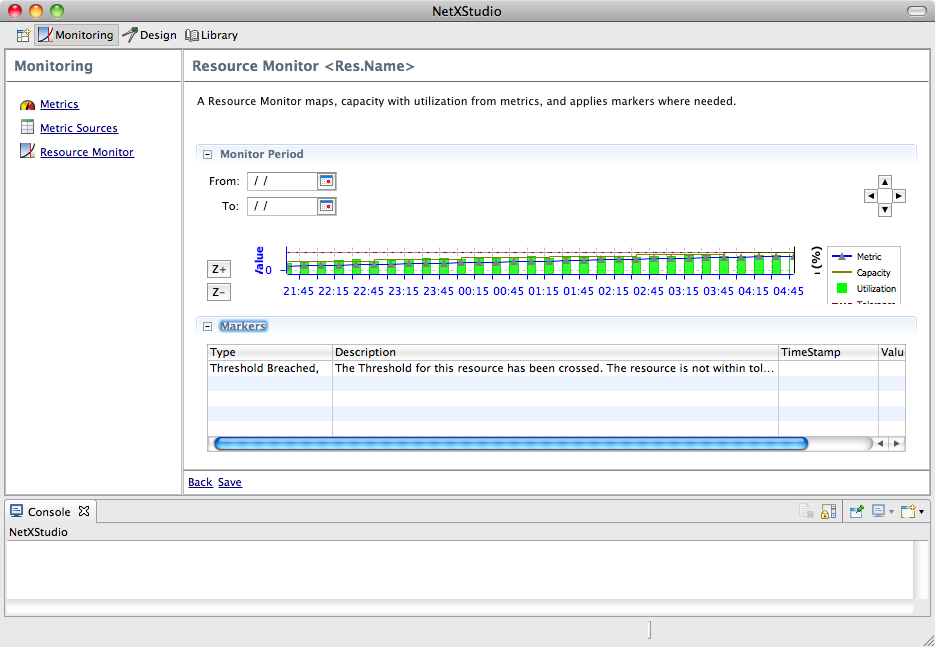 NetXStudio
Monitoring Design Library
Monitoring
Metrics
Metric Sources
Resource Monitor
Resource Monitor <Res.Name>
A Resource Monitor maps, capacity with utilization from metrics, and applies markers where needed.
Monitor Period
From: / /
To: / /
Z+
Z-
0
21:45 22:15 22:45 23:15 23:45 00:15 00:45 01:15 01:45 02:15 02:45 03:15 03:45 04:15 04:45
(%)
Metric
Capacity
Utilization
Markers
Type Description TimeStamp Valu
Threshold Breached, The Threshold for this resource has been crossed. The resource is not within tol...
Back Save
Console
NetXStudio